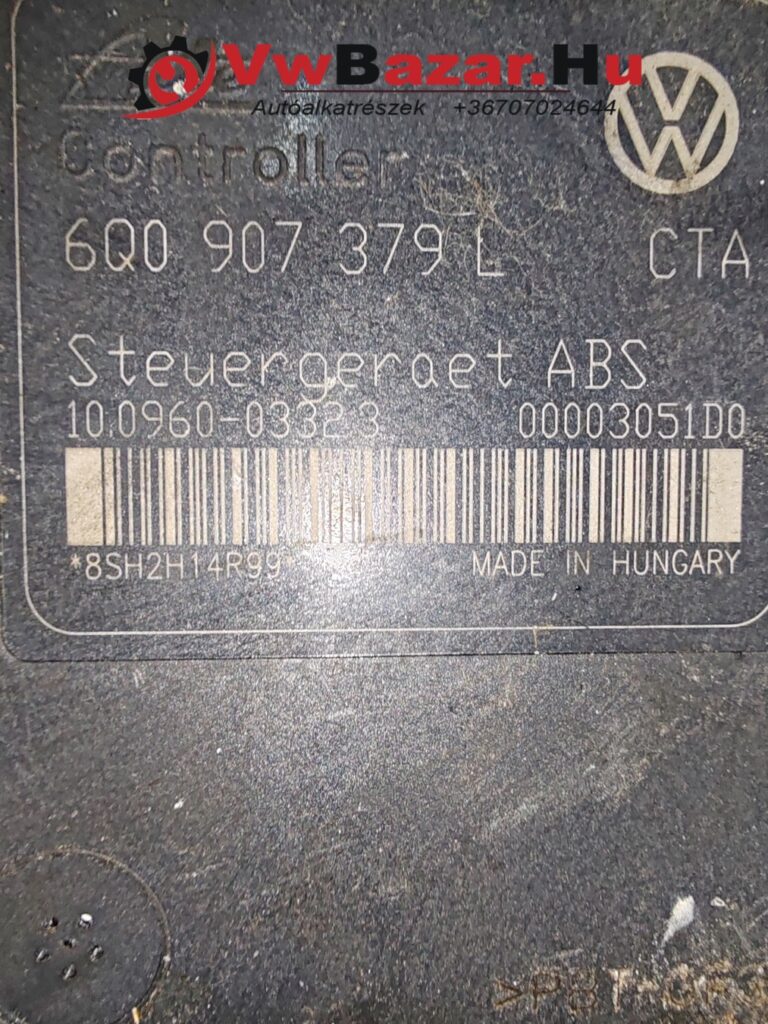 VwBazar.Hu
Autóalkatrészek +36707024644
Controller
6Q0 907 379 L CTA
Steuergeraet ABS
10.0960-0332.3 00003051D0
*8SH2H14R99*
MADE IN HUNGARY